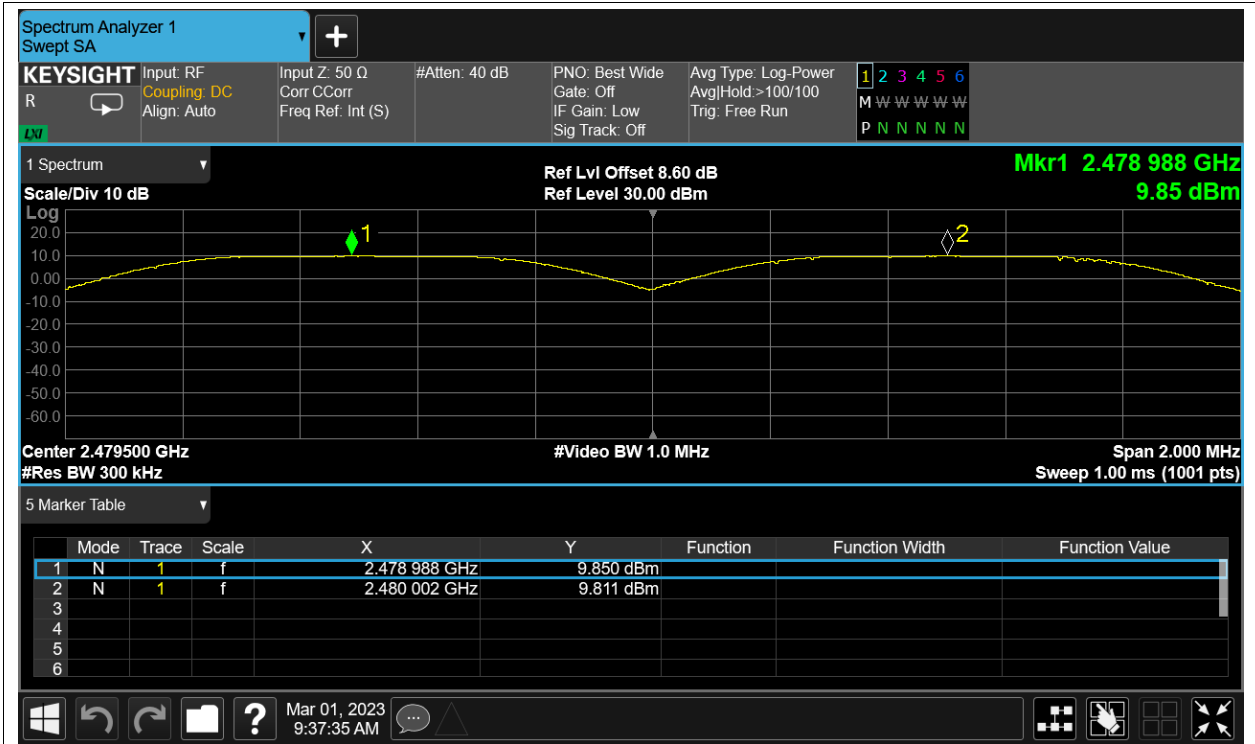 Spectrum Analyzer 1
Swept SA
▼
+
KEYSIGHT
R
LXI
Input: RF
Coupling: DC
Align: Auto
Input Z: 50 Ω
Corr CCorr
Freq Ref: Int (S)
#Atten: 40 dB
PNO: Best Wide
Gate: Off
IF Gain: Low
Sig Track: Off
Avg Type: Log-Power
Avg|Hold:>100/100
Trig: Free Run
1 2 3 4 5 6
M W W W W W
P N N N N N
1 Spectrum ▼
Scale/Div 10 dB
Ref Lvl Offset 8.60 dB
Ref Level 30.00 dBm
Mkr1 2.478 988 GHz
9.85 dBm
Log
20.0
10.0
0.00
-10.0
-20.0
-30.0
-40.0
-50.0
-60.0
1
2
Center 2.479500 GHz
#Res BW 300 kHz
#Video BW 1.0 MHz
Span 2.000 MHz
Sweep 1.00 ms (1001 pts)
5 Marker Table ▼
Mode Trace Scale X Y Function Function Width Function Value
1 N 1 f 2.478 988 GHz 9.850 dBm
2 N 1 f 2.480 002 GHz 9.811 dBm
3
4
5
6
?
Mar 01, 2023
9:37:35 AM